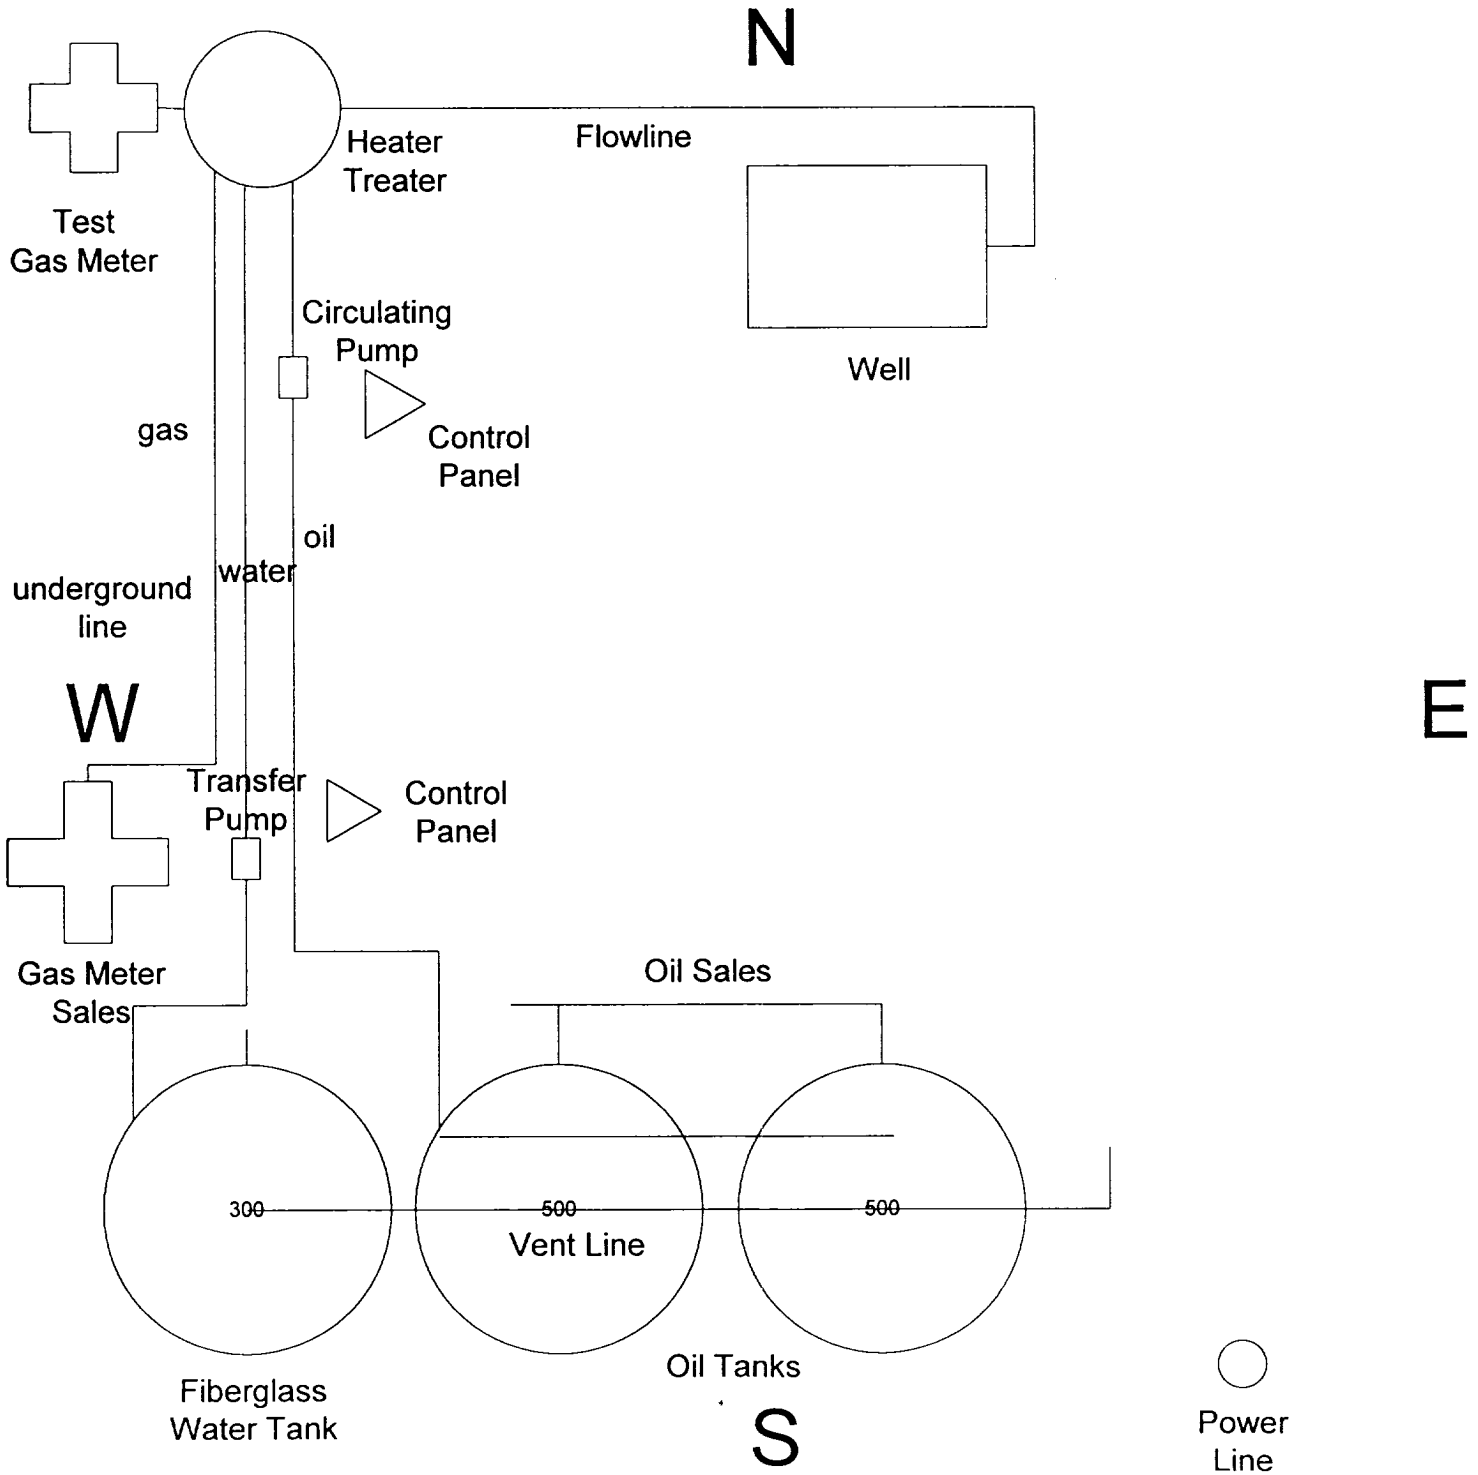 N
Heater
Treater
Flowline
Test
Gas Meter
Circulating
Pump
Well
Control
Panel
gas
oil
water
underground
line
W
E
Transfer
Pump
Control
Panel
Gas Meter
Sales
Oil Sales
300
500
500
Vent Line
Oil Tanks
Fiberglass
Water Tank
S
Power
Line